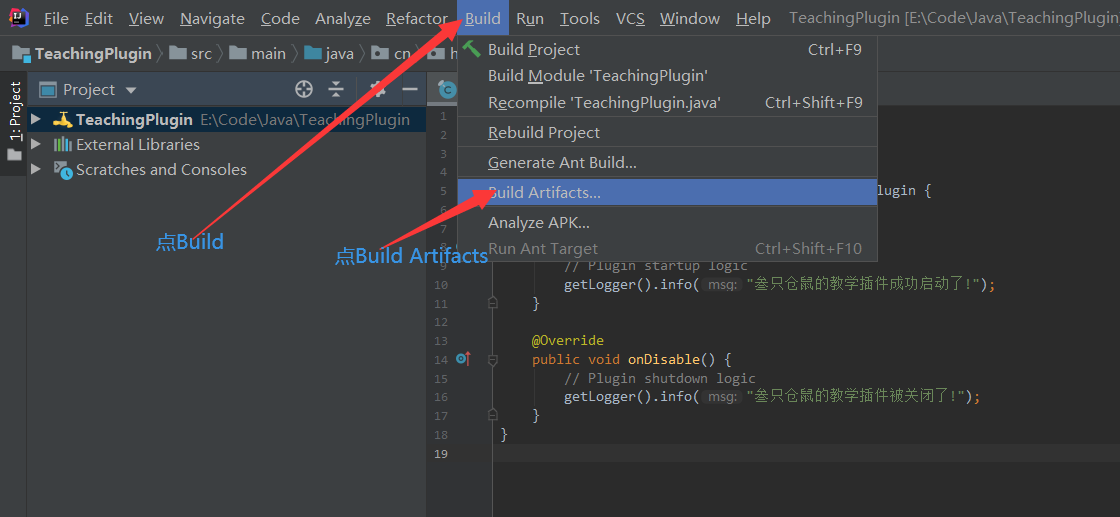 File Edit View Navigate Code Analyze Refactor Build Run Tools VCS Window Help TeachingPlugin [E:\Code\Java\TeachingPlugin
TeachingPlugin src main java cn h
1: Project
Project
TeachingPlugin E:\Code\Java\TeachingPlugin
External Libraries
Scratches and Consoles
Build Project Ctrl+F9
Build Module 'TeachingPlugin'
Recompile 'TeachingPlugin.java' Ctrl+Shift+F9
Rebuild Project
Generate Ant Build...
Build Artifacts...
Analyze APK...
Run Ant Target Ctrl+Shift+F10
点Build
点Build Artifacts
1
2
3
4
5 lugin {
6
7
8
9 // Plugin startup logic
10 getLogger().info( msg: "叁只仓鼠的教学插件成功启动了!");
11 }
12
13 @Override
14 public void onDisable() {
15 // Plugin shutdown logic
16 getLogger().info( msg: "叁只仓鼠的教学插件被关闭了!");
17 }
18 }
19